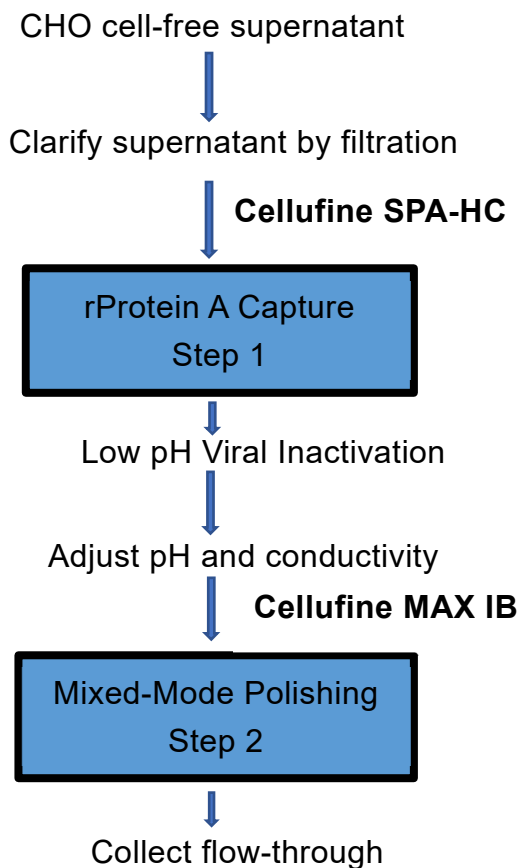 CHO cell-free supernatant
Clarify supernatant by filtration
Cellufine SPA-HC
rProtein A Capture
Step 1
Low pH Viral Inactivation
Adjust pH and conductivity
Cellufine MAX IB
Mixed-Mode Polishing
Step 2
Collect flow-through